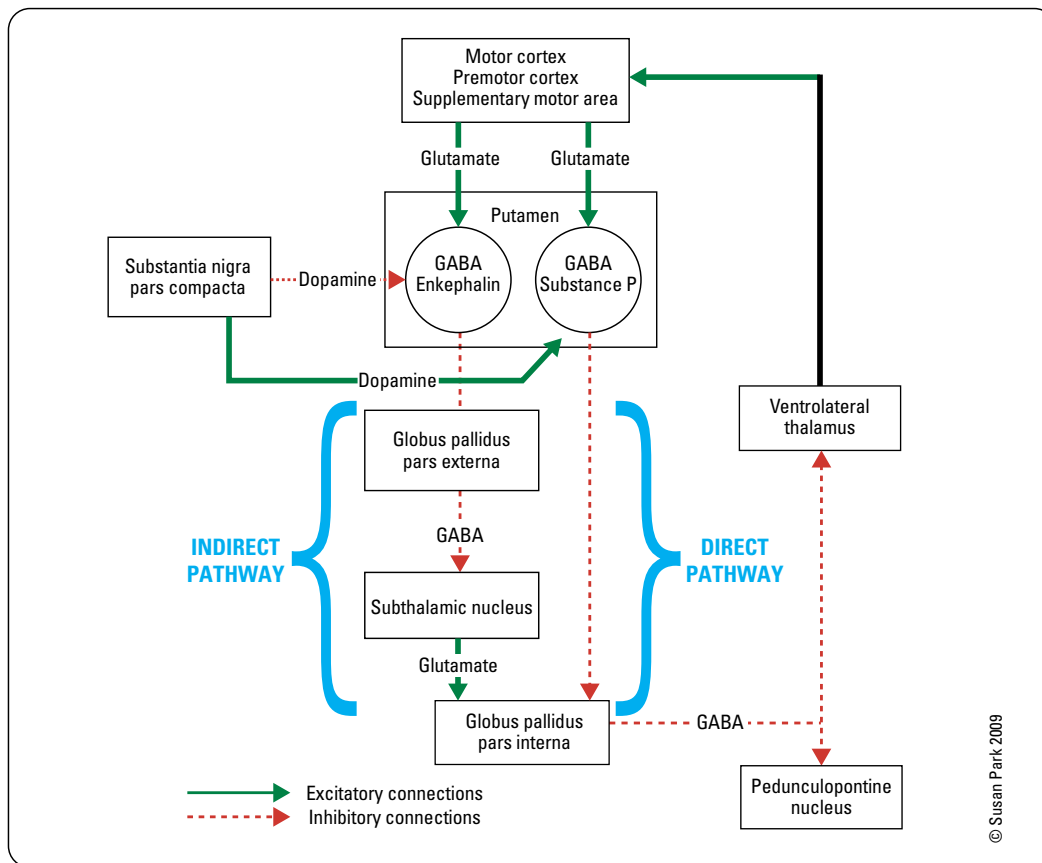 Motor cortex
Premotor cortex
Supplementary motor area
Glutamate
Glutamate
Putamen
GABA
Enkephalin
GABA
Substance P
Substantia nigra
pars compacta
Dopamine
Dopamine
Globus pallidus
pars externa
Ventrolateral
thalamus
GABA
INDIRECT
PATHWAY
DIRECT
PATHWAY
Subthalamic nucleus
Glutamate
Globus pallidus
pars interna
GABA
Pedunculopontine
nucleus
Excitatory connections
Inhibitory connections
© Susan Park 2009